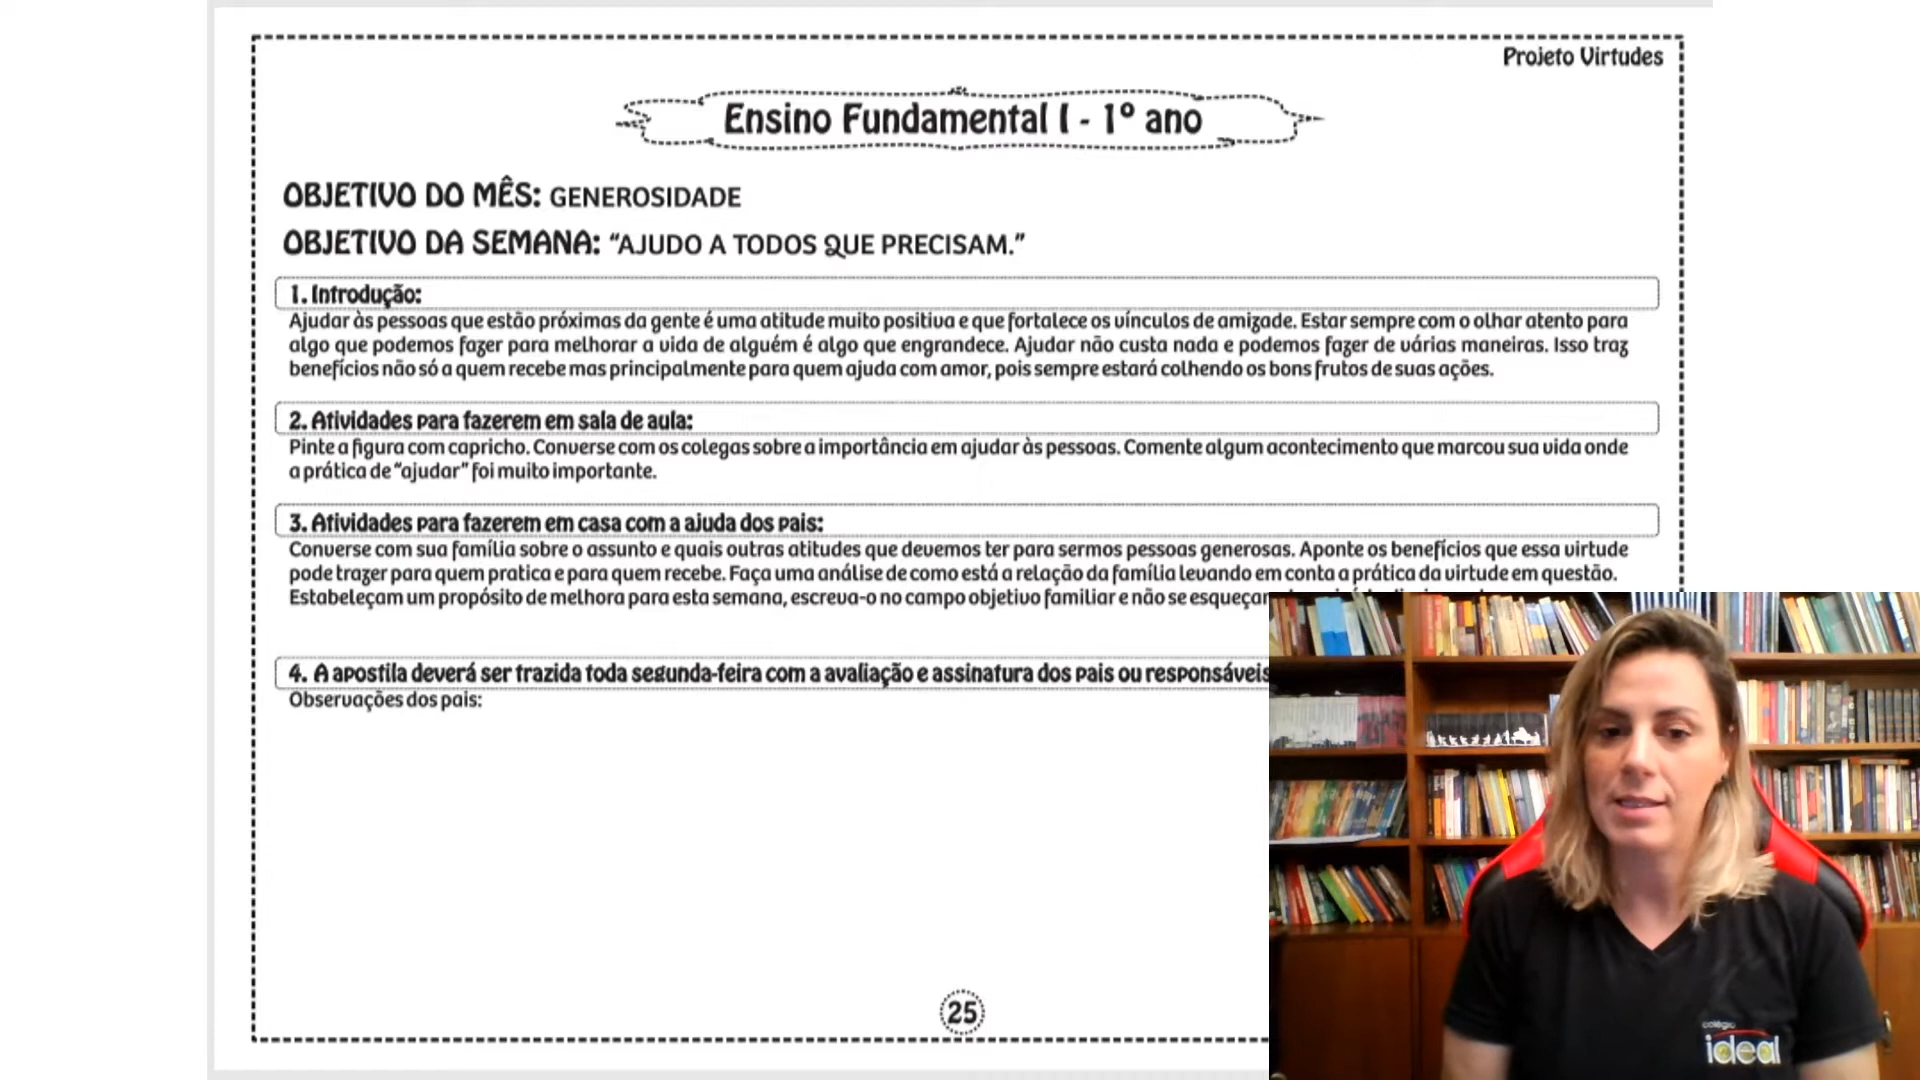 Projeto Virtudes
Ensino Fundamental I - 1º ano
OBJETIVO DO MÊS: GENEROSIDADE
OBJETIVO DA SEMANA: “AJUDO A TODOS QUE PRECISAM.”
1. Introdução:
Ajudar às pessoas que estão próximas da gente é uma atitude muito positiva e que fortalece os vínculos de amizade. Estar sempre com o olhar atento para
algo que podemos fazer para melhorar a vida de alguém é algo que engrandece. Ajudar não custa nada e podemos fazer de várias maneiras. Isso traz
benefícios não só a quem recebe mas principalmente para quem ajuda com amor, pois sempre estará colhendo os bons frutos de suas ações.
2. Atividades para fazerem em sala de aula:
Pinte a figura com capricho. Converse com os colegas sobre a importância em ajudar às pessoas. Comente algum acontecimento que marcou sua vida onde
a prática de “ajudar” foi muito importante.
3. Atividades para fazerem em casa com a ajuda dos pais:
Converse com sua família sobre o assunto e quais outras atitudes que devemos ter para sermos pessoas generosas. Aponte os benefícios que essa virtude
pode trazer para quem pratica e para quem recebe. Faça uma análise de como está a relação da família levando em conta a prática da virtude em questão.
Estabeleçam um propósito de melhora para esta semana, escreva-o no campo objetivo familiar e não se
4. A apostila deverá ser trazida toda segunda-feira com a avaliação e assinatura dos pais ou responsáveis
Observações dos pais:
25
colégio
ideal